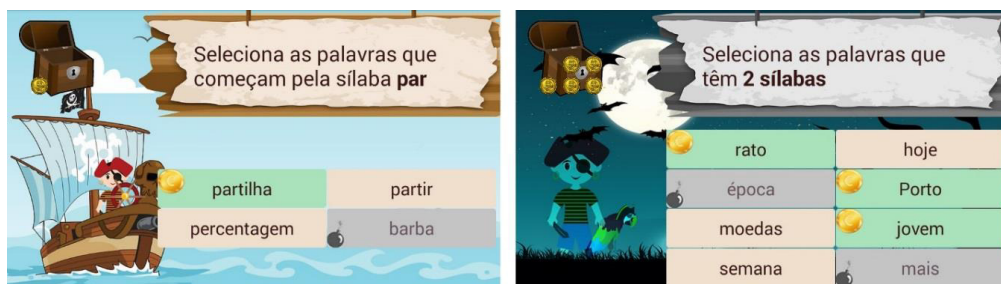 Seleciona as palavras que
começam pela sílaba par
partilha
partir
percentagem
barba
Seleciona as palavras que
têm 2 sílabas
rato
hoje
época
Porto
moedas
jovem
semana
mais